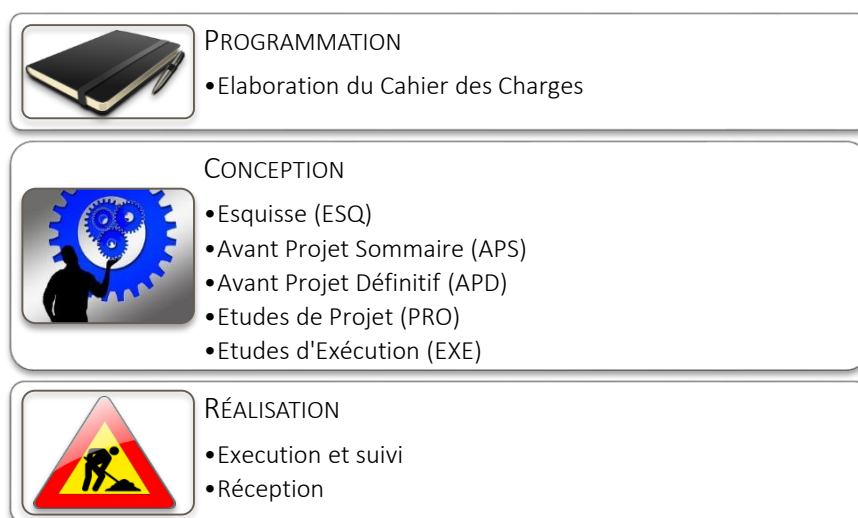 PROGRAMMATION
•Elaboration du Cahier des Charges
CONCEPTION
•Esquisse (ESQ)
•Avant Projet Sommaire (APS)
•Avant Projet Définitif (APD)
•Etudes de Projet (PRO)
•Etudes d'Exécution (EXE)
RÉALISATION
•Execution et suivi
•Réception